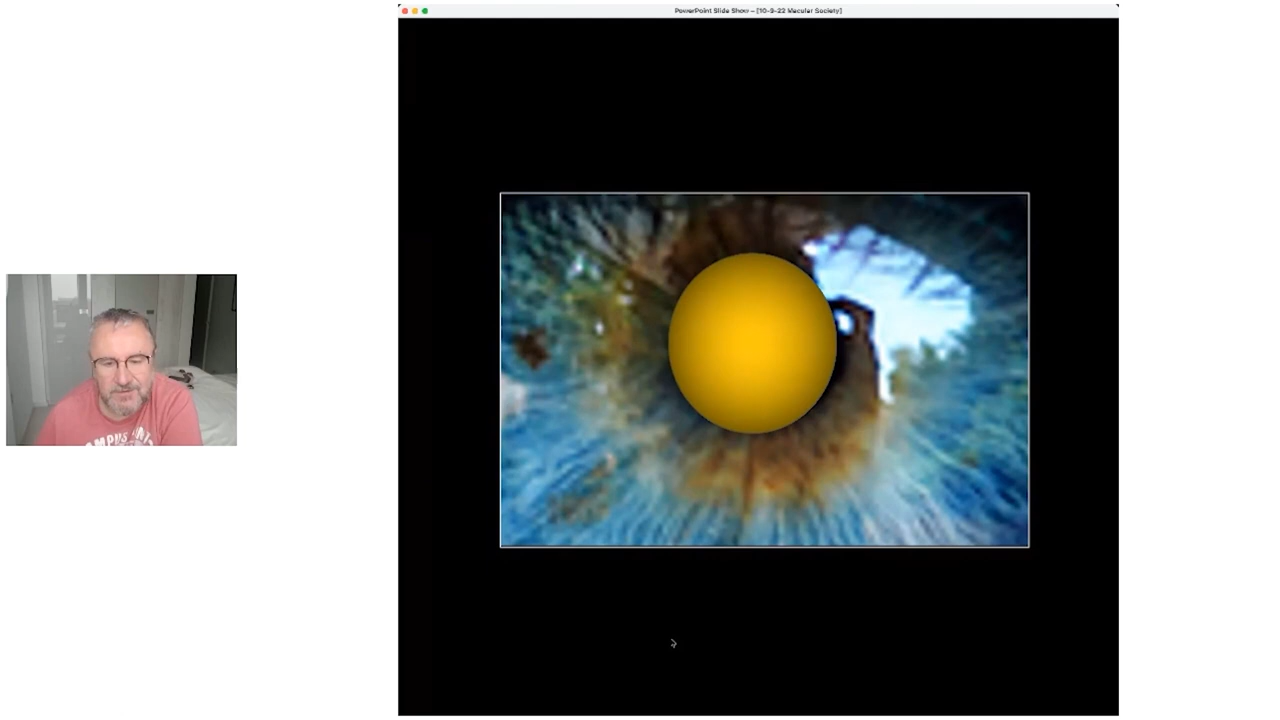 PowerPoint Slide Show – [10-9-22 Macular Society]